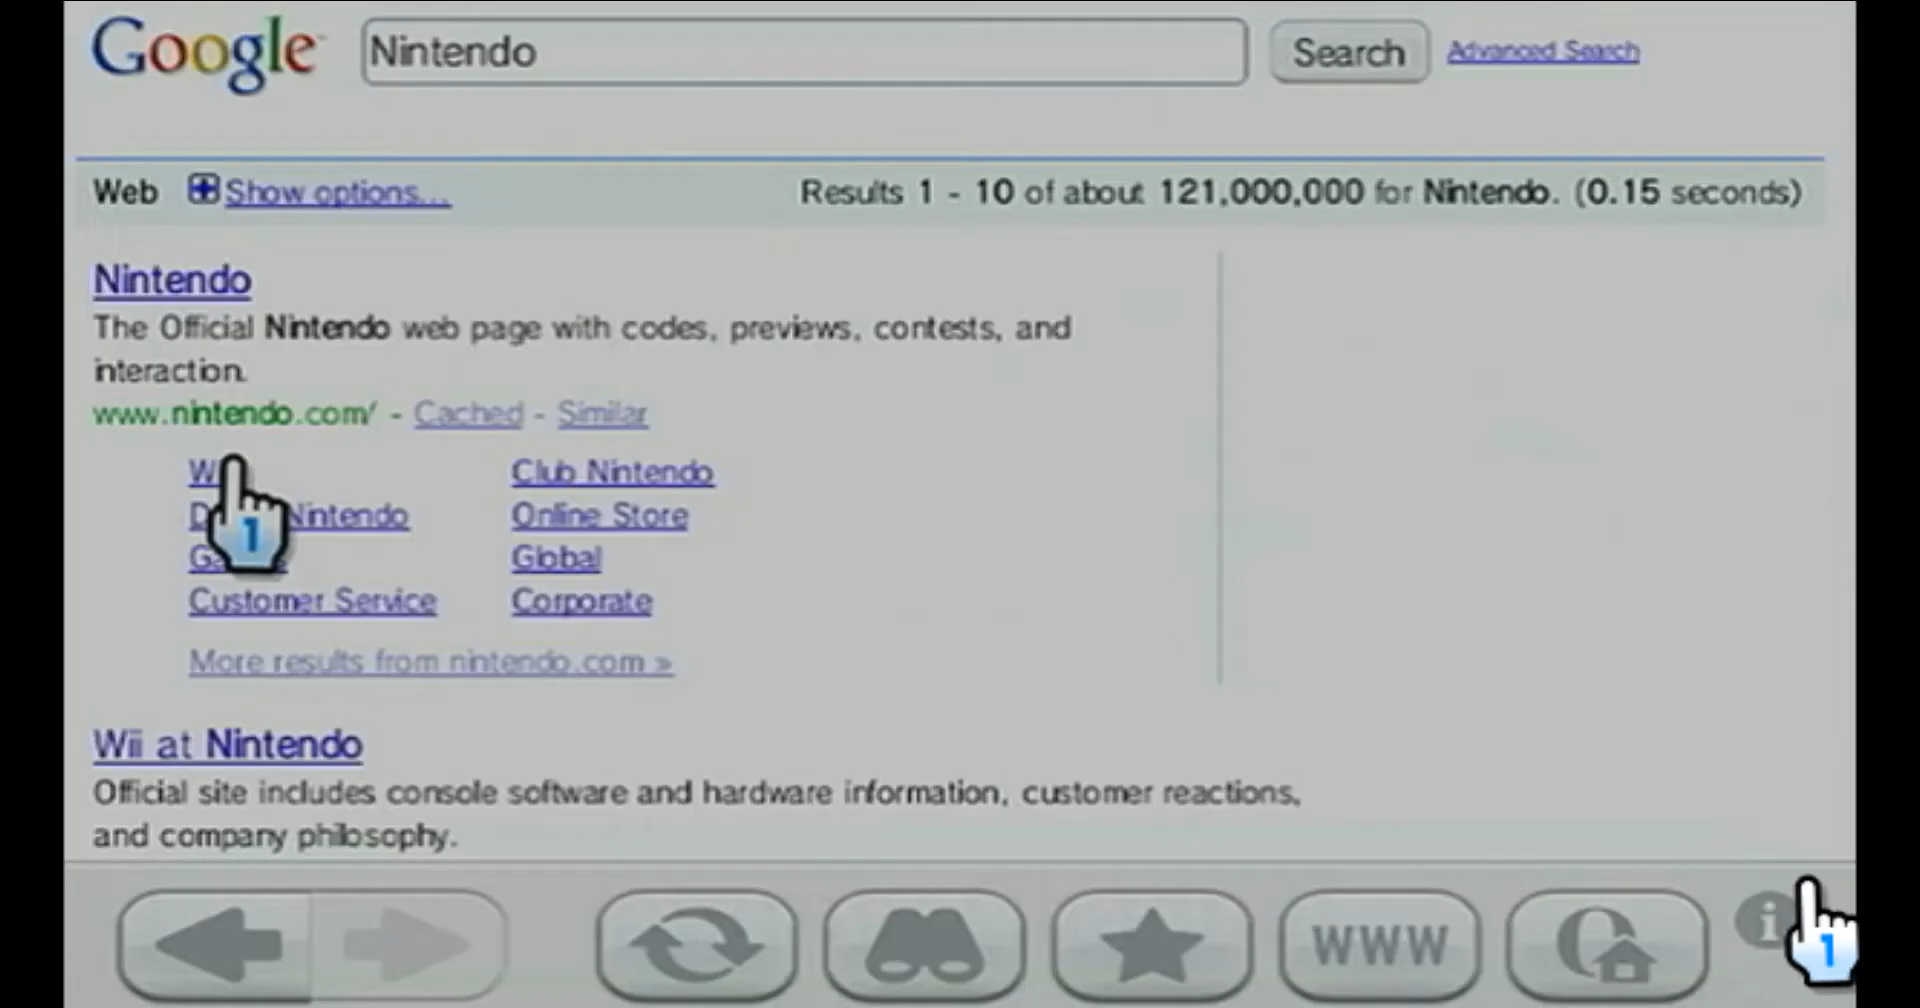 Google Nintendo Search Advanced Search
Web Show options... Results 1 - 10 of about 121,000,000 for Nintendo. (0.15 seconds)
Nintendo
The Official Nintendo web page with codes, previews, contests, and
interaction.
www.nintendo.com/ - Cached - Similar
Club Nintendo
Nintendo Online Store
Global
Customer Service Corporate
More results from nintendo.com »
Wii at Nintendo
Official site includes console software and hardware information, customer reactions,
and company philosophy.
WWW i
1
1